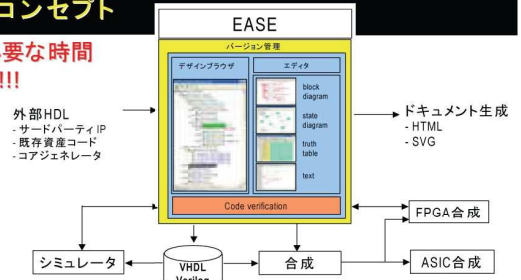 コンセプト
要な時間
!!!
EASE
バージョン管理
デザインブラウザ
エディタ
block
diagram
state
diagram
truth
table
text
Code verification
外部HDL
- サードパーティIP
- 既存資産コード
- コアジェネレータ
ドキュメント生成
- HTML
- SVG
FPGA合成
シミュレータ
VHDL
Verilog
合成
ASIC合成